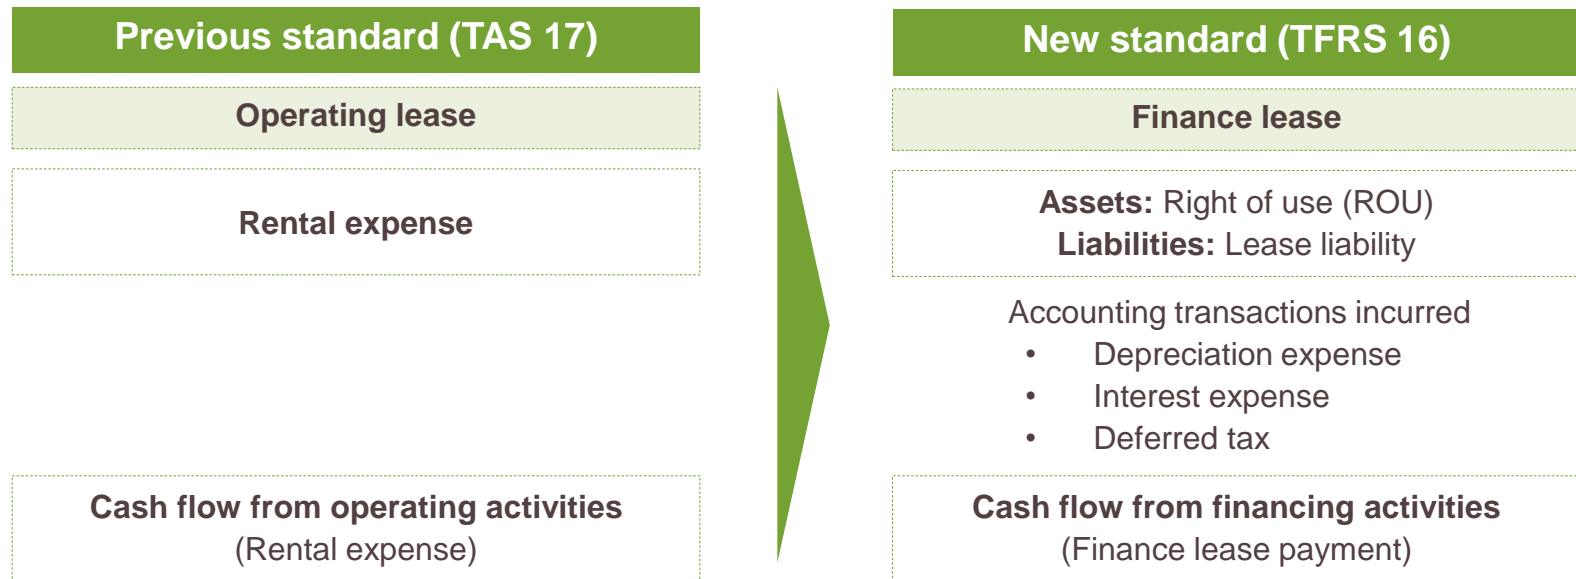 Previous standard (TAS 17)
Operating lease
Rental expense
Cash flow from operating activities
(Rental expense)
New standard (TFRS 16)
Finance lease
Assets: Right of use (ROU)
Liabilities: Lease liability
Accounting transactions incurred
• Depreciation expense
• Interest expense
• Deferred tax
Cash flow from financing activities
(Finance lease payment)